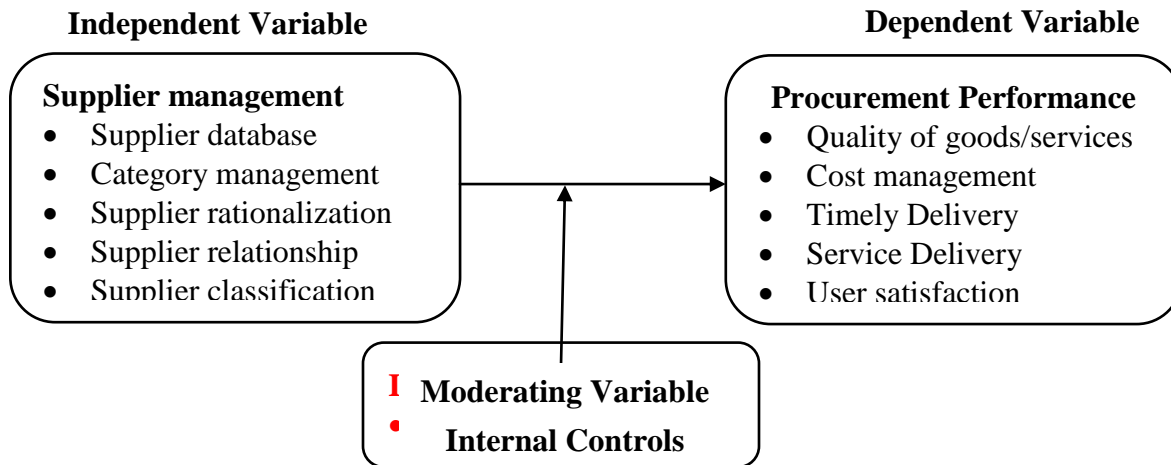 Independent Variable
Supplier management
• Supplier database
• Category management
• Supplier rationalization
• Supplier relationship
• Supplier classification
Dependent Variable
Procurement Performance
• Quality of goods/services
• Cost management
• Timely Delivery
• Service Delivery
• User satisfaction
I
•
Moderating Variable
Internal Controls